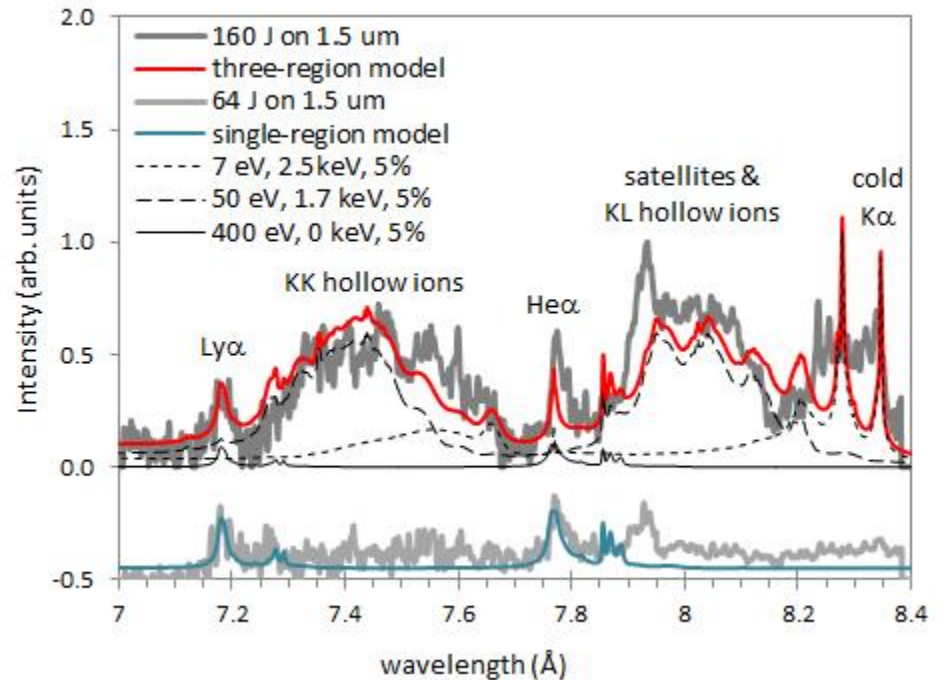 2.0
1.5
1.0
0.5
0.0
-0.5
Intensity (arb. units)
160 J on 1.5 um
three-region model
64 J on 1.5 um
single-region model
7 eV, 2.5keV, 5%
50 eV, 1.7 keV, 5%
400 eV, 0 keV, 5%
satellites &
KL hollow ions
cold
Kα
KK hollow ions
Heα
Lyα
7
7.2
7.4
7.6
7.8
8
8.2
8.4
wavelength (Å)